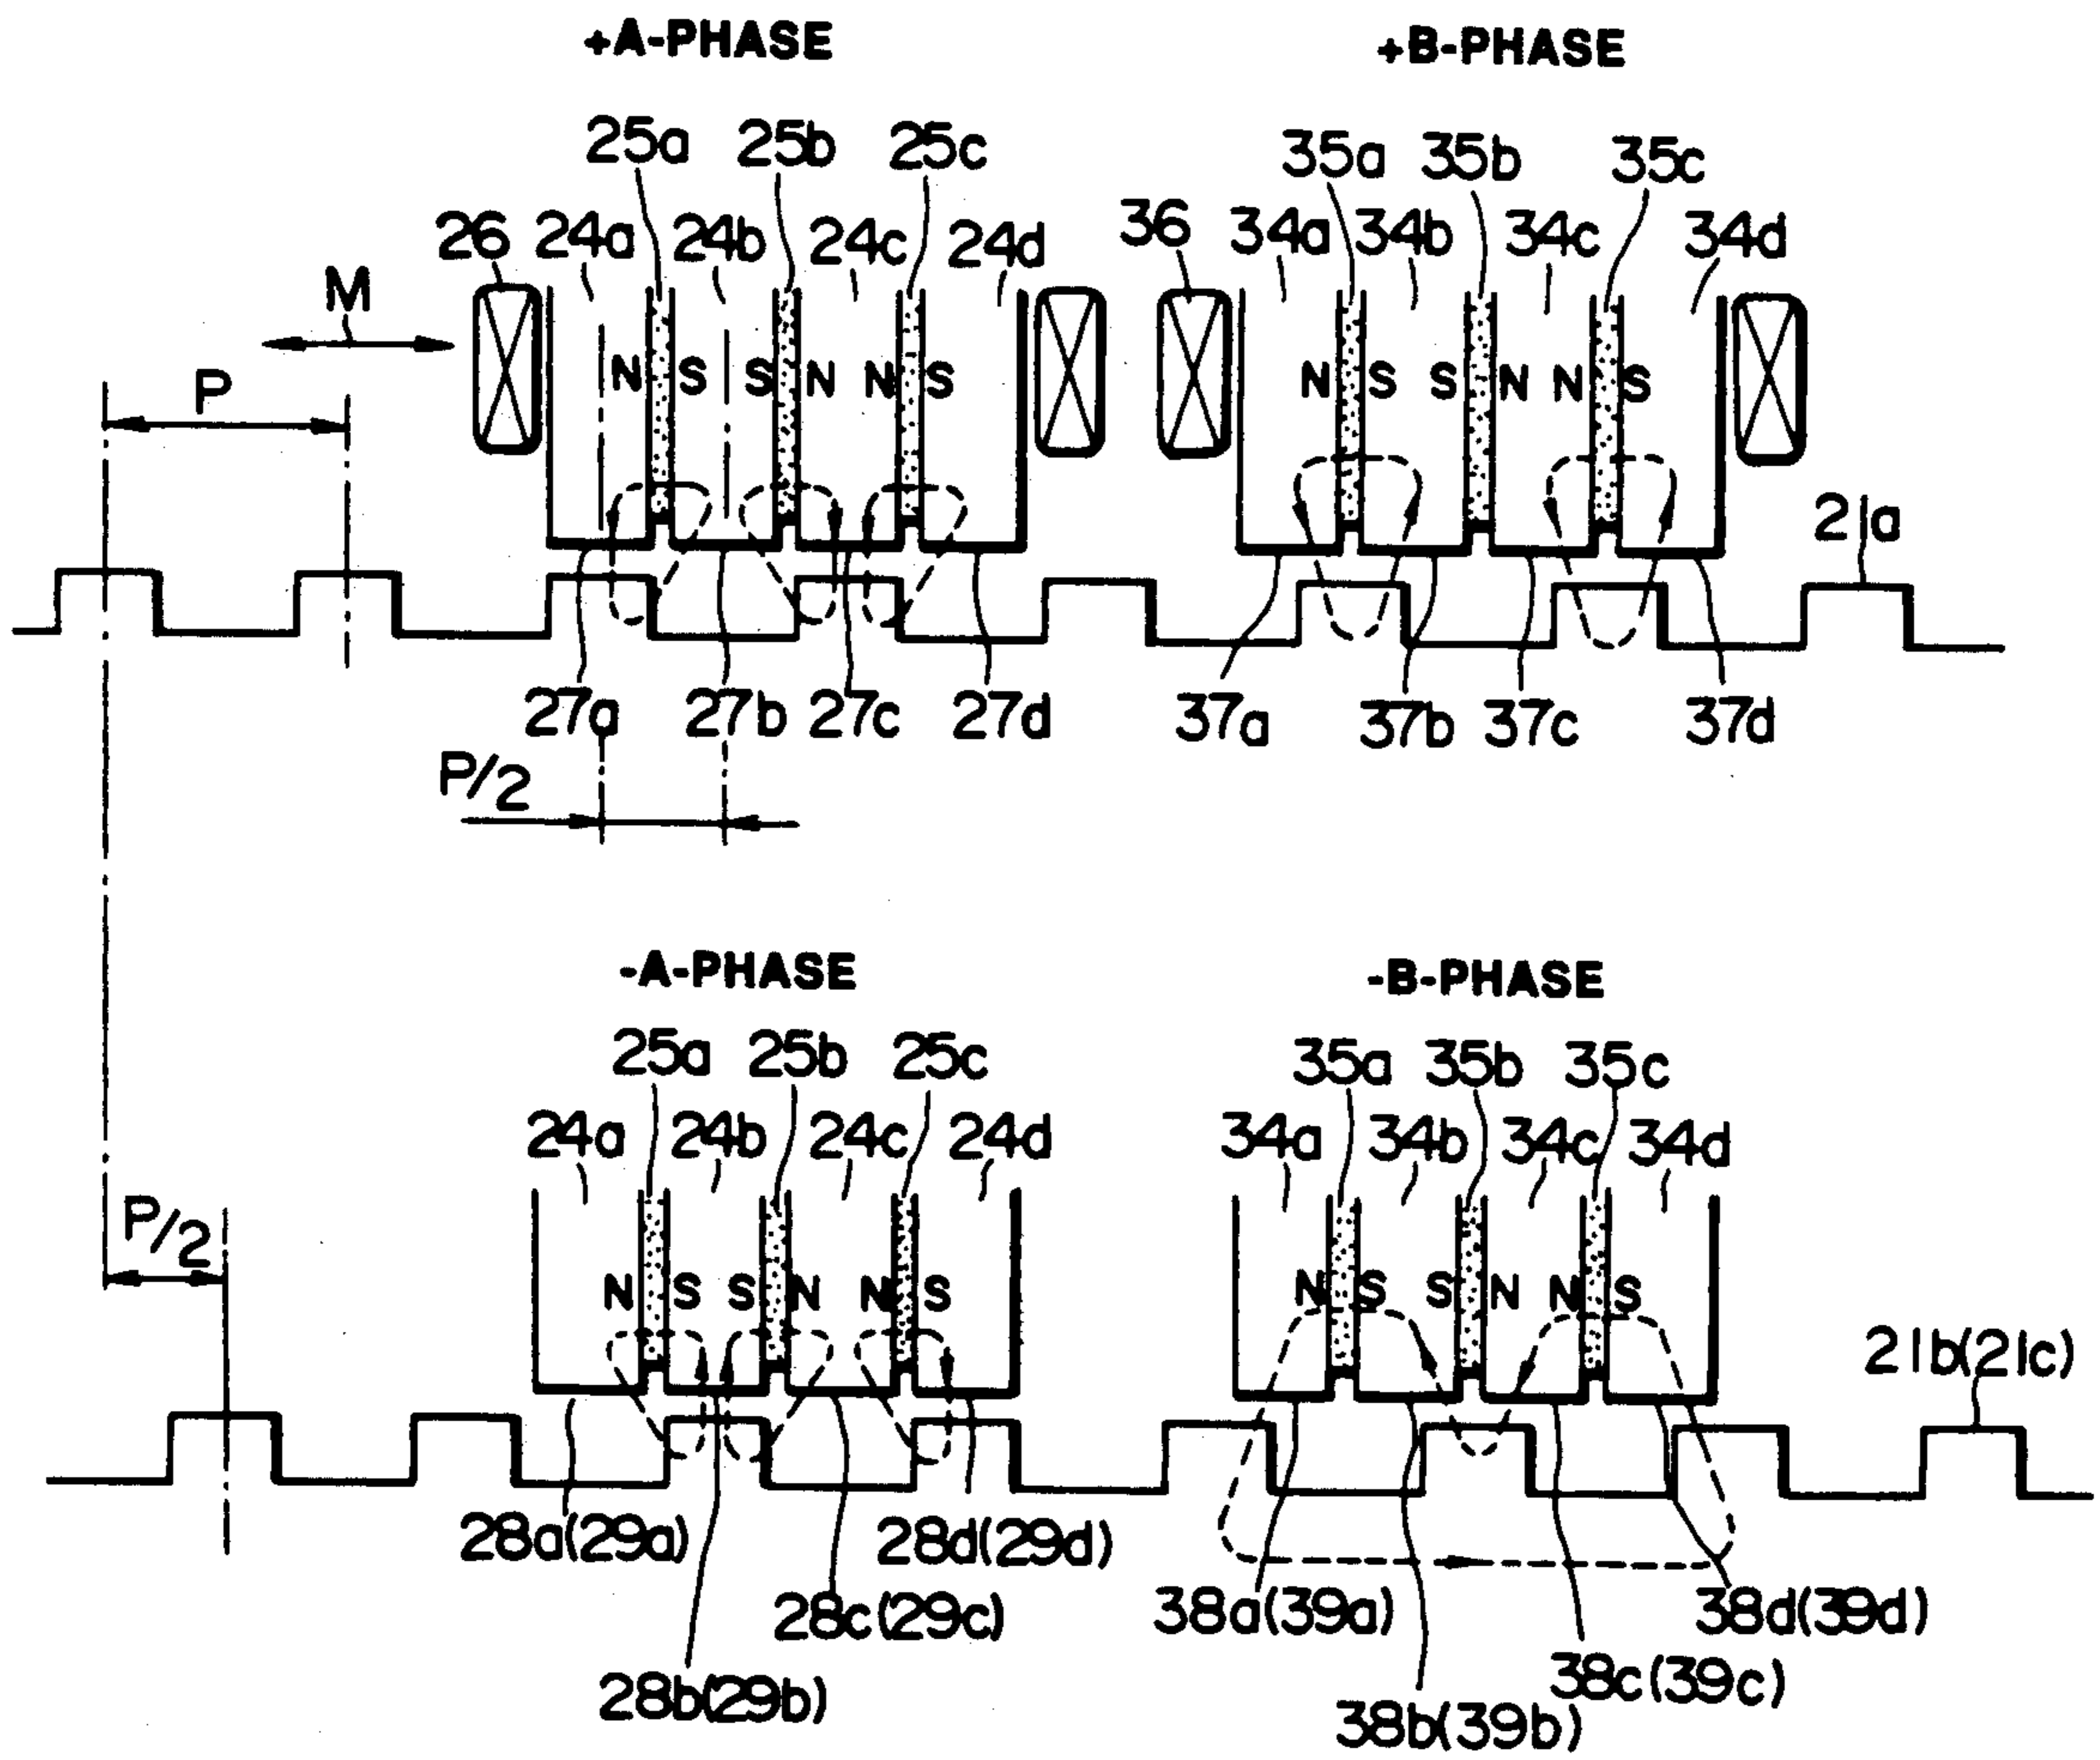 +A-PHASE +B-PHASE
25a 25b 25c 35a 35b 35c
26 24a 24b 24c 24d 36 34a 34b 34c 34d
M
P
N S S N N S N S S N N S
21a
27a 27b 27c 27d 37a 37b 37c 37d
P/2
-A-PHASE -B-PHASE
25a 25b 25c 35a 35b 35c
24a 24b 24c 24d 34a 34b 34c 34d
P/2
N S S N N S N S S N N S
21b(21c)
28a(29a) 28d(29d)
28c(29c) 38a(39a) 38d(39d)
28b(29b) 38c(39c)
38b(39b)